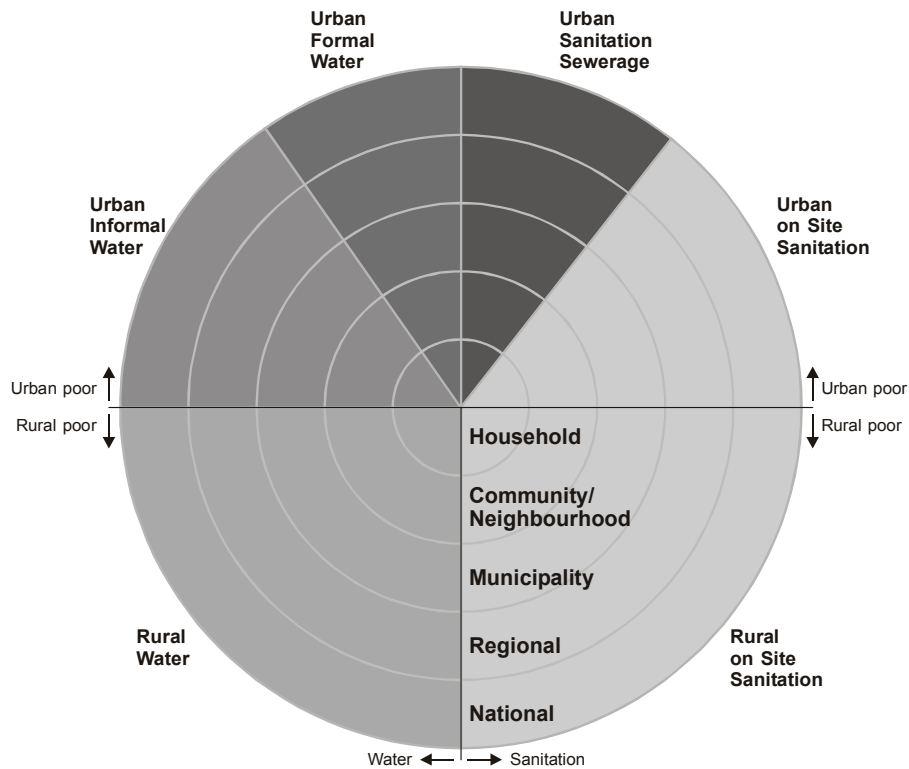 Urban
Formal
Water
Urban
Sanitation
Sewerage
Urban
Informal
Water
Urban
on Site
Sanitation
Urban poor
Rural poor
Urban poor
Rural poor
Household
Community/
Neighbourhood
Municipality
Regional
National
Rural
Water
Rural
on Site
Sanitation
Water
Sanitation